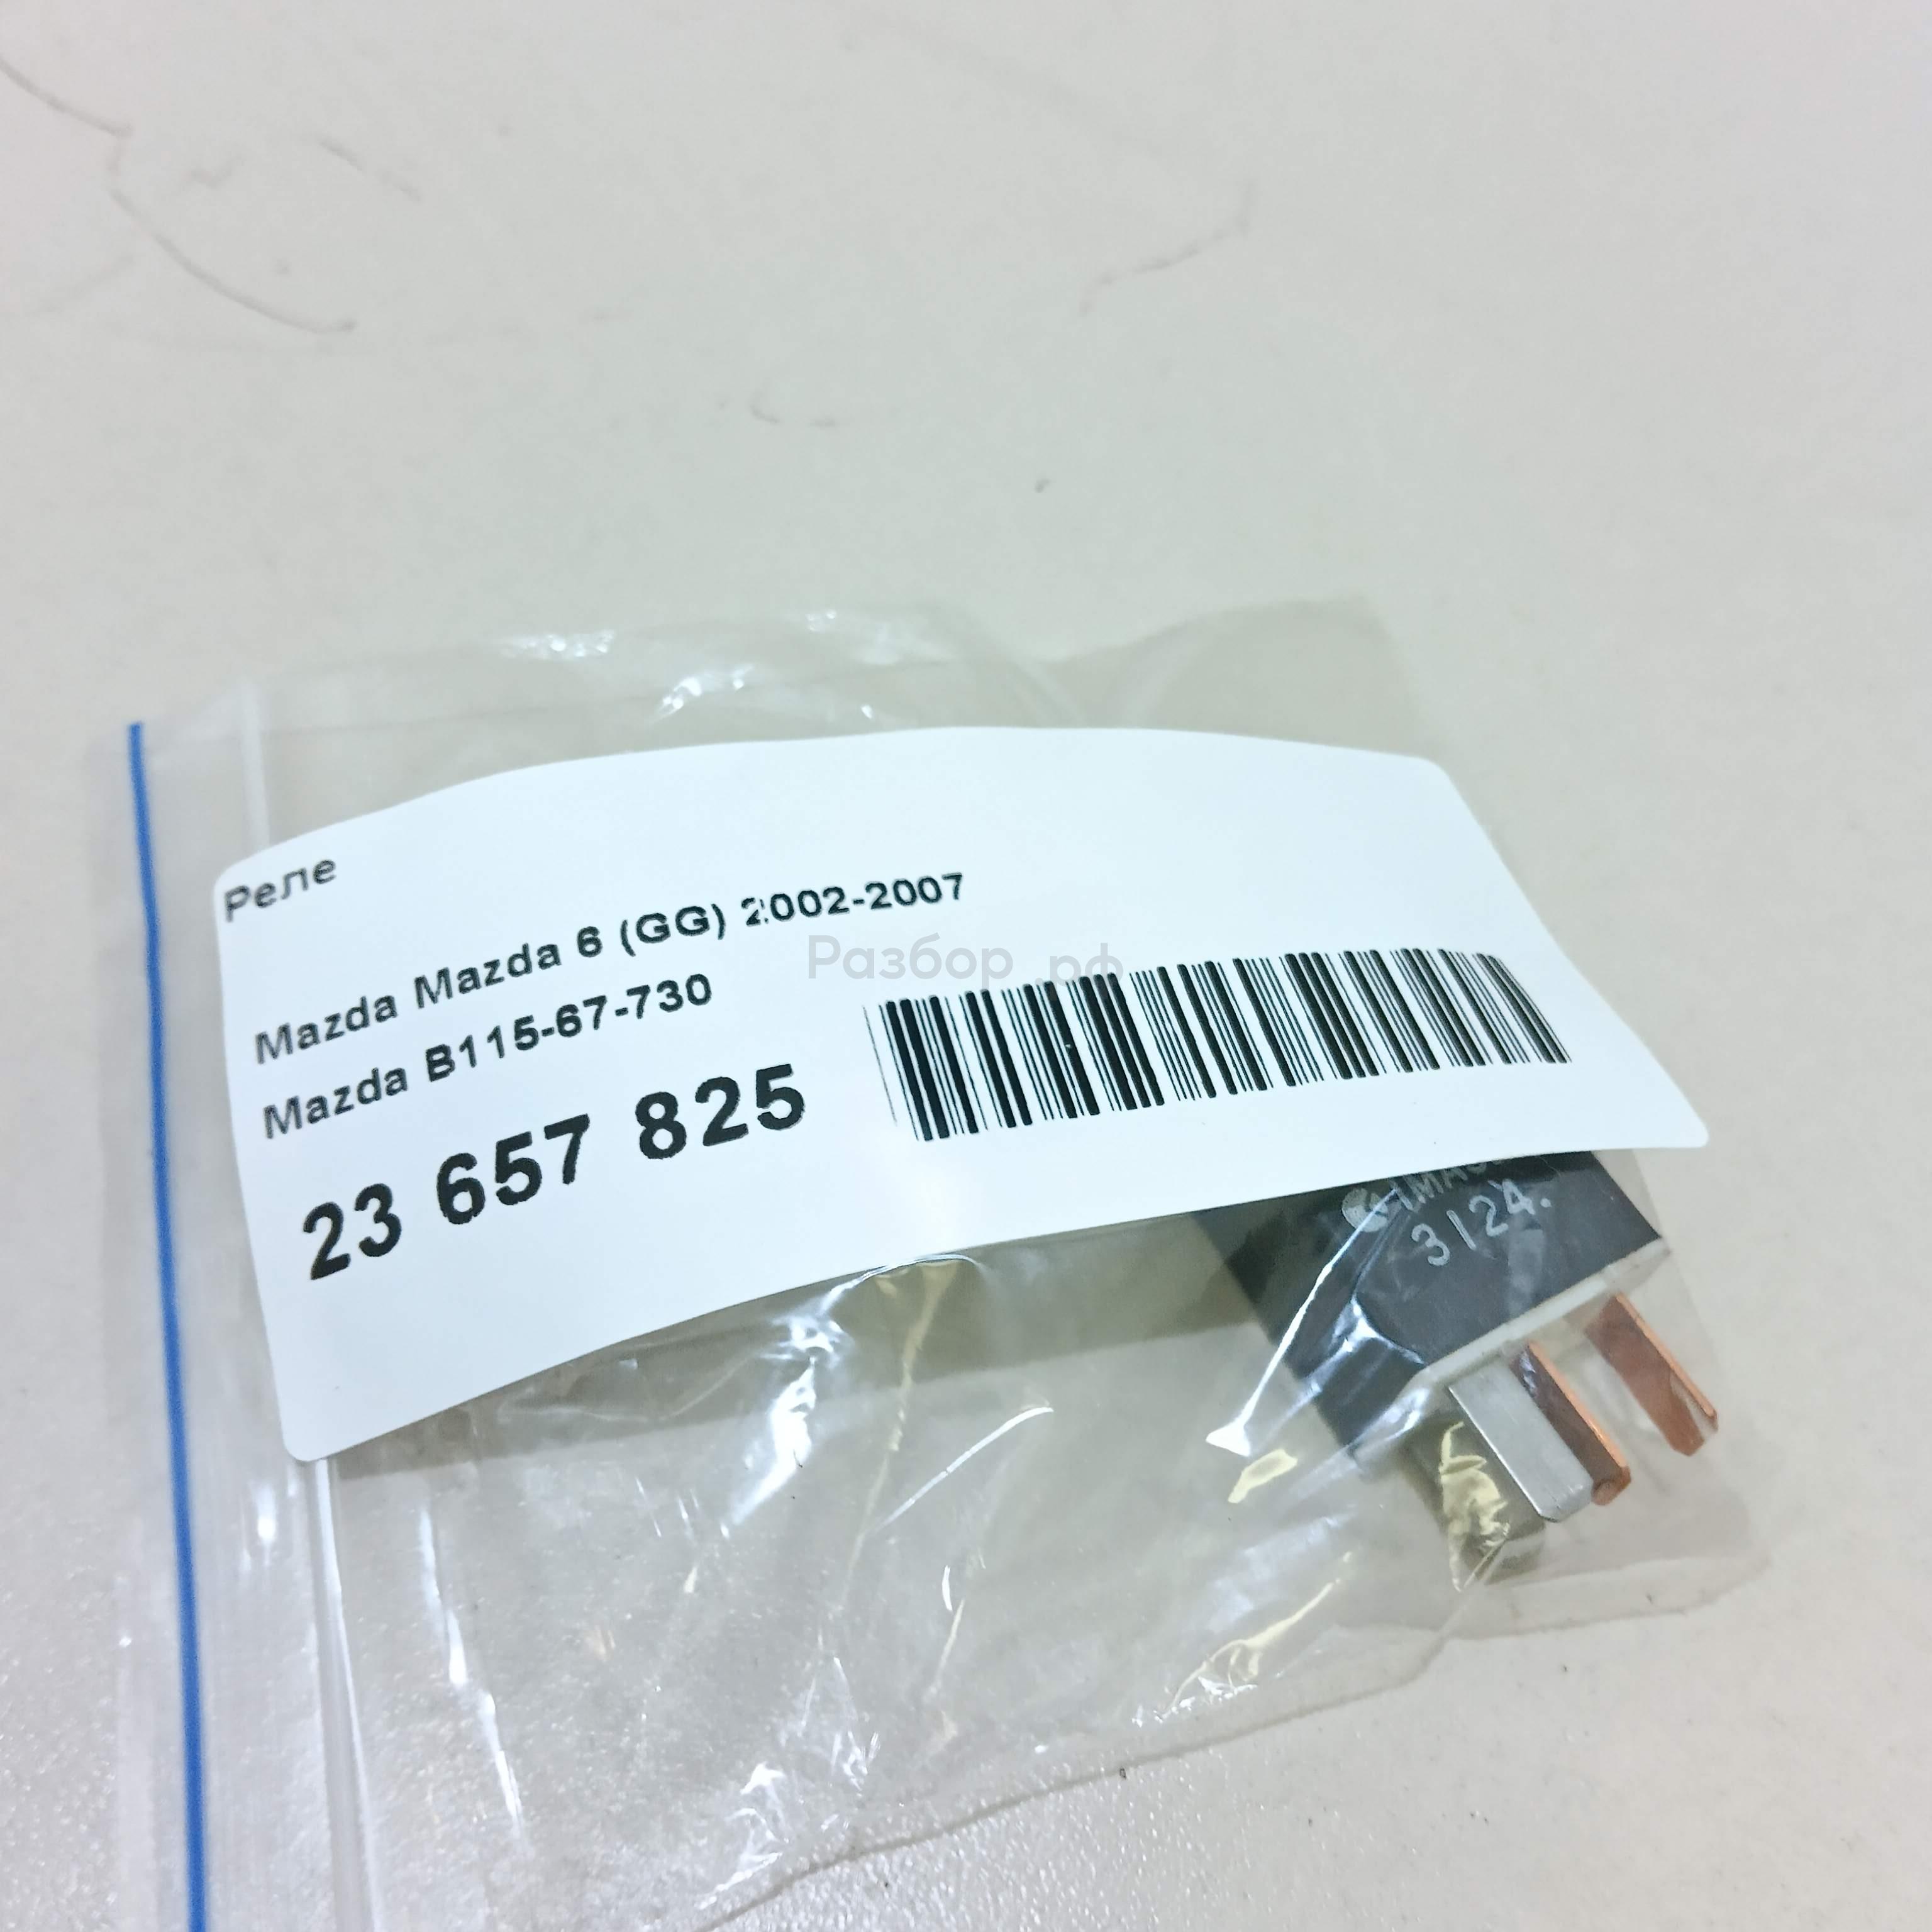 Реле
Mazda Mazda 6 (GG) 2002-2007
Mazda B115-67-730
23 657 825
Разбор.рф
3124.